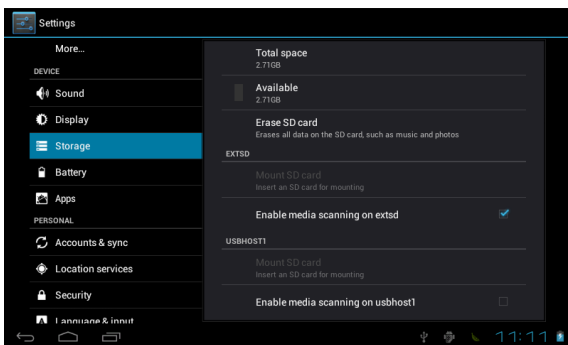 Settings
More...
DEVICE
Sound
Display
Storage
Battery
Apps
PERSONAL
Accounts & sync
Location services
Security
Language & input
Total space
2.71GB
Available
2.71GB
Erase SD card
Erases all data on the SD card, such as music and photos
EXTSD
Mount SD card
Insert an SD card for mounting
Enable media scanning on extsd
USBHOST1
Mount SD card
Insert an SD card for mounting
Enable media scanning on usbhost1
11:11